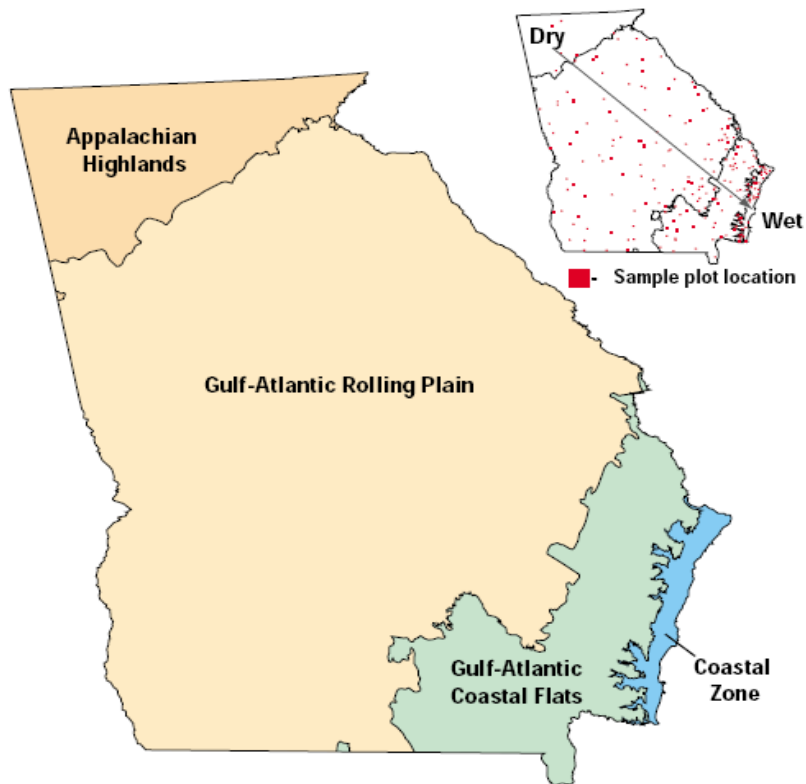 Dry
Wet
- Sample plot location
Appalachian
Highlands
Gulf-Atlantic Rolling Plain
Gulf-Atlantic
Coastal Flats
Coastal
Zone